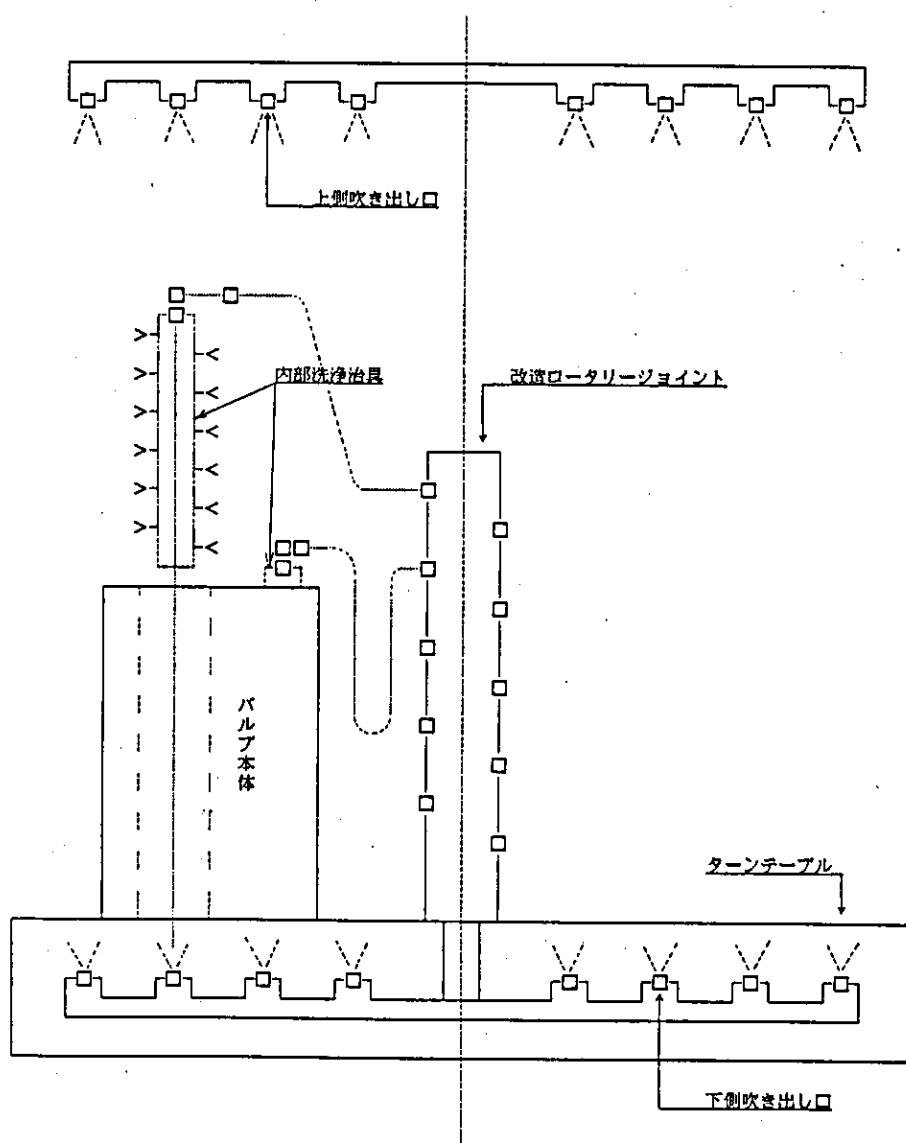 上側吹き出し口
内部洗浄治具
改造ロータリージョイント
バルブ本体
ターンテーブル
下側吹き出し口